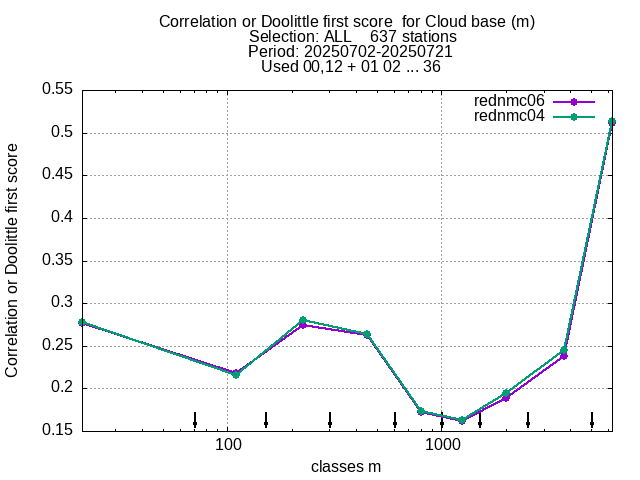 Correlation or Doolittle first score  for Cloud base (m)
Selection: ALL    637 stations
Period: 20250702-20250721
Used 00,12 + 01 02 ... 36
rednmc06
rednmc04
Correlation or Doolittle first score
0.55
0.5
0.45
0.4
0.35
0.3
0.25
0.2
0.15
100
1000
classes m